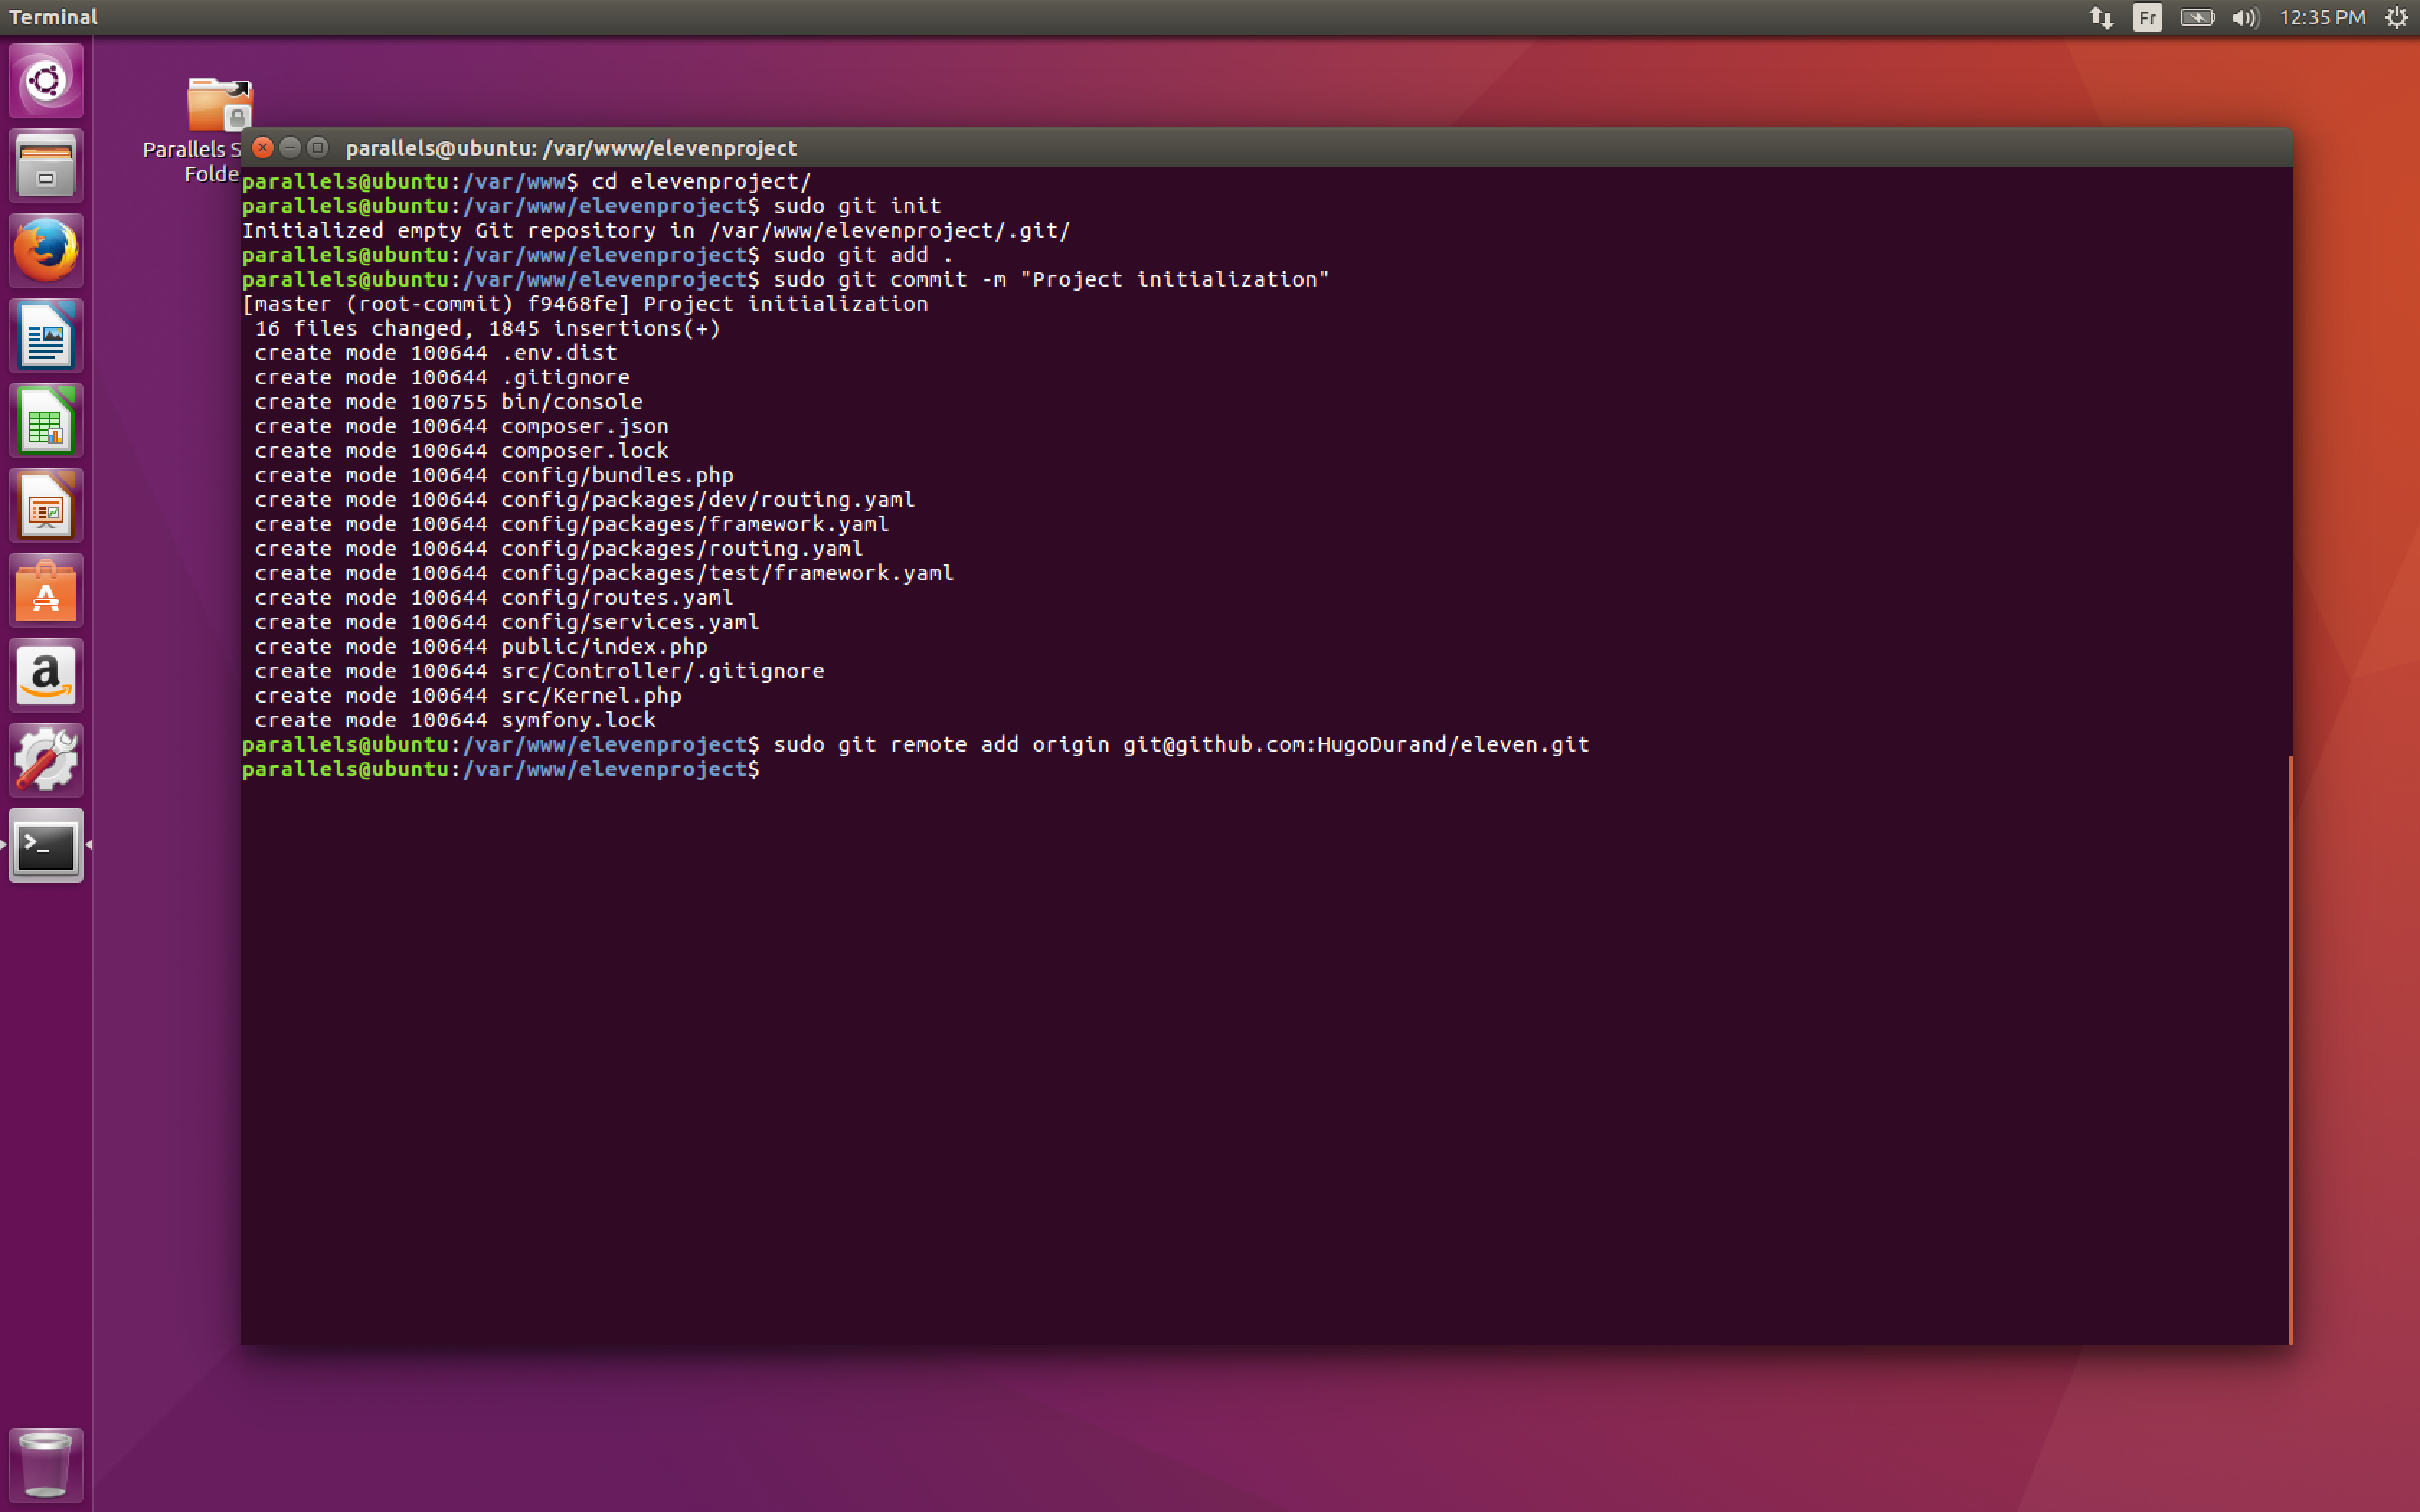 Terminal
Fr
12:35 PM
Parallels S
Folde
parallels@ubuntu: /var/www/elevenproject
parallels@ubuntu:/var/www$ cd elevenproject/
parallels@ubuntu:/var/www/elevenproject$ sudo git init
Initialized empty Git repository in /var/www/elevenproject/.git/
parallels@ubuntu:/var/www/elevenproject$ sudo git add .
parallels@ubuntu:/var/www/elevenproject$ sudo git commit -m "Project initialization"
[master (root-commit) f9468fe] Project initialization
 16 files changed, 1845 insertions(+)
 create mode 100644 .env.dist
 create mode 100644 .gitignore
 create mode 100755 bin/console
 create mode 100644 composer.json
 create mode 100644 composer.lock
 create mode 100644 config/bundles.php
 create mode 100644 config/packages/dev/routing.yaml
 create mode 100644 config/packages/framework.yaml
 create mode 100644 config/packages/routing.yaml
 create mode 100644 config/packages/test/framework.yaml
 create mode 100644 config/routes.yaml
 create mode 100644 config/services.yaml
 create mode 100644 public/index.php
 create mode 100644 src/Controller/.gitignore
 create mode 100644 src/Kernel.php
 create mode 100644 symfony.lock
parallels@ubuntu:/var/www/elevenproject$ sudo git remote add origin git@github.com:HugoDurand/eleven.git
parallels@ubuntu:/var/www/elevenproject$